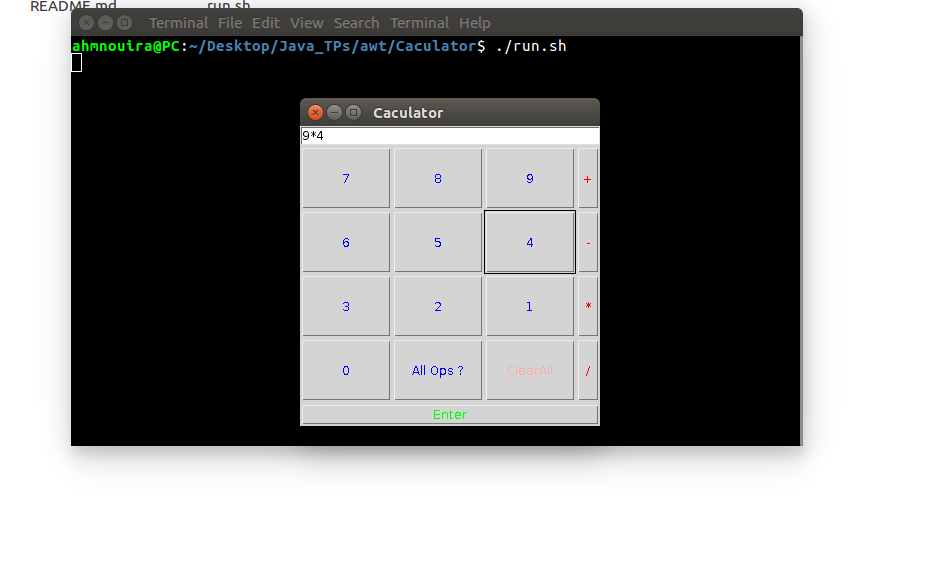 README.md run.sh
Terminal File Edit View Search Terminal Help
ahmnouira@PC:~/Desktop/Java_TPs/awt/Caculator$ ./run.sh
Caculator
9*4
7 8 9 +
6 5 4 -
3 2 1 *
0 All Ops ? ClearAll /
Enter